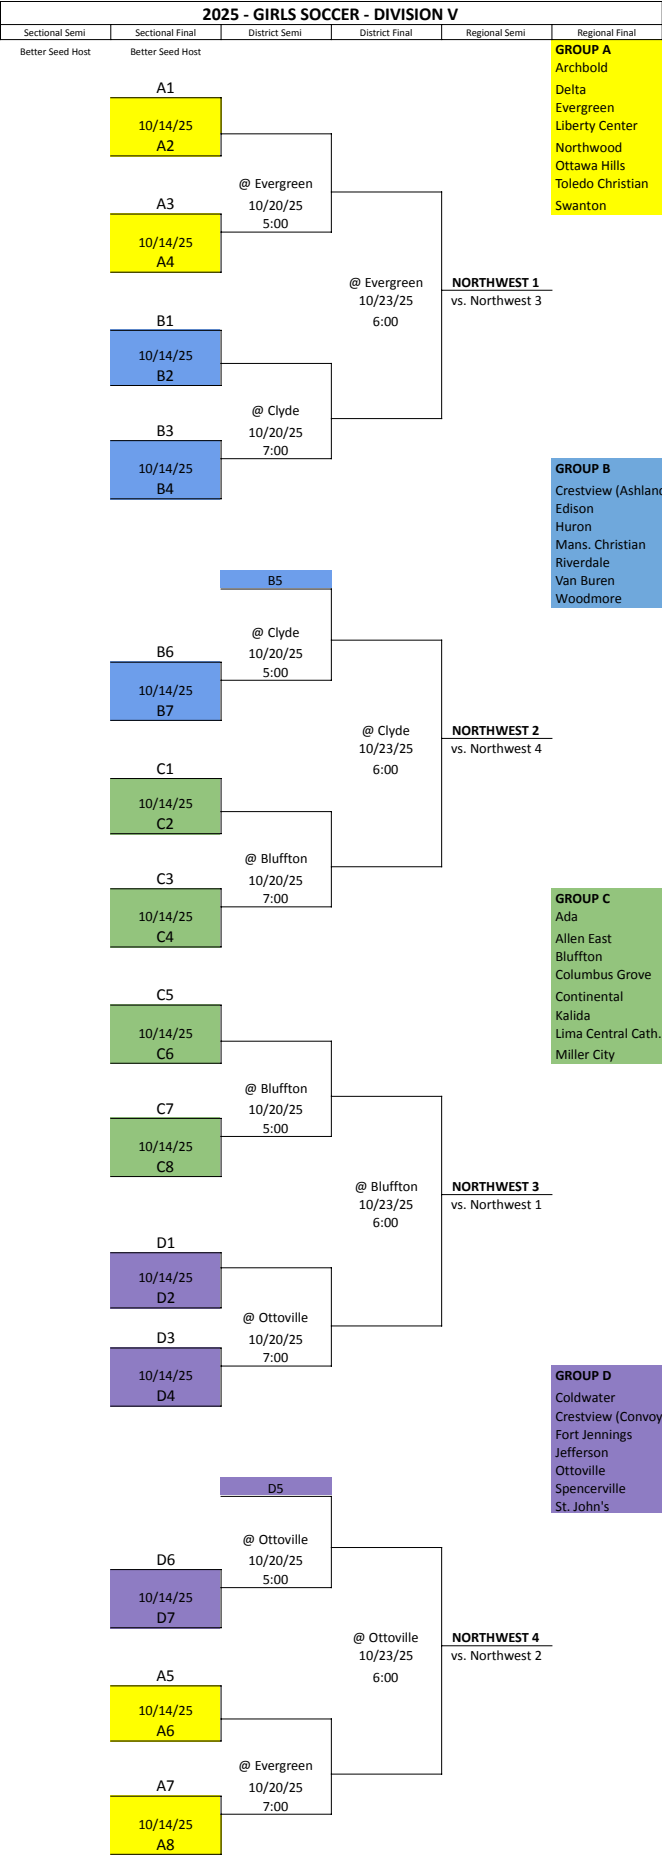 2025 - GIRLS SOCCER - DIVISION V
Sectional Semi Sectional Final District Semi District Final Regional Semi Regional Final
Better Seed Host Better Seed Host
GROUP A
Archbold
Delta
Evergreen
Liberty Center
Northwood
Ottawa Hills
Toledo Christian
Swanton
A1
10/14/25
A2
@ Evergreen
10/20/25
5:00
A3
10/14/25
A4
@ Evergreen
10/23/25
6:00
NORTHWEST 1
vs. Northwest 3
B1
10/14/25
B2
@ Clyde
10/20/25
7:00
B3
10/14/25
B4
GROUP B
Crestview (Ashland
Edison
Huron
Mans. Christian
Riverdale
Van Buren
Woodmore
B5
@ Clyde
10/20/25
5:00
B6
10/14/25
B7
@ Clyde
10/23/25
6:00
NORTHWEST 2
vs. Northwest 4
C1
10/14/25
C2
@ Bluffton
10/20/25
7:00
C3
10/14/25
C4
GROUP C
Ada
Allen East
Bluffton
Columbus Grove
Continental
Kalida
Lima Central Cath.
Miller City
C5
10/14/25
C6
@ Bluffton
10/20/25
5:00
C7
10/14/25
C8
@ Bluffton
10/23/25
6:00
NORTHWEST 3
vs. Northwest 1
D1
10/14/25
D2
@ Ottoville
10/20/25
7:00
D3
10/14/25
D4
GROUP D
Coldwater
Crestview (Convoy
Fort Jennings
Jefferson
Ottoville
Spencerville
St. John's
D5
@ Ottoville
10/20/25
5:00
D6
10/14/25
D7
@ Ottoville
10/23/25
6:00
NORTHWEST 4
vs. Northwest 2
A5
10/14/25
A6
@ Evergreen
10/20/25
7:00
A7
10/14/25
A8